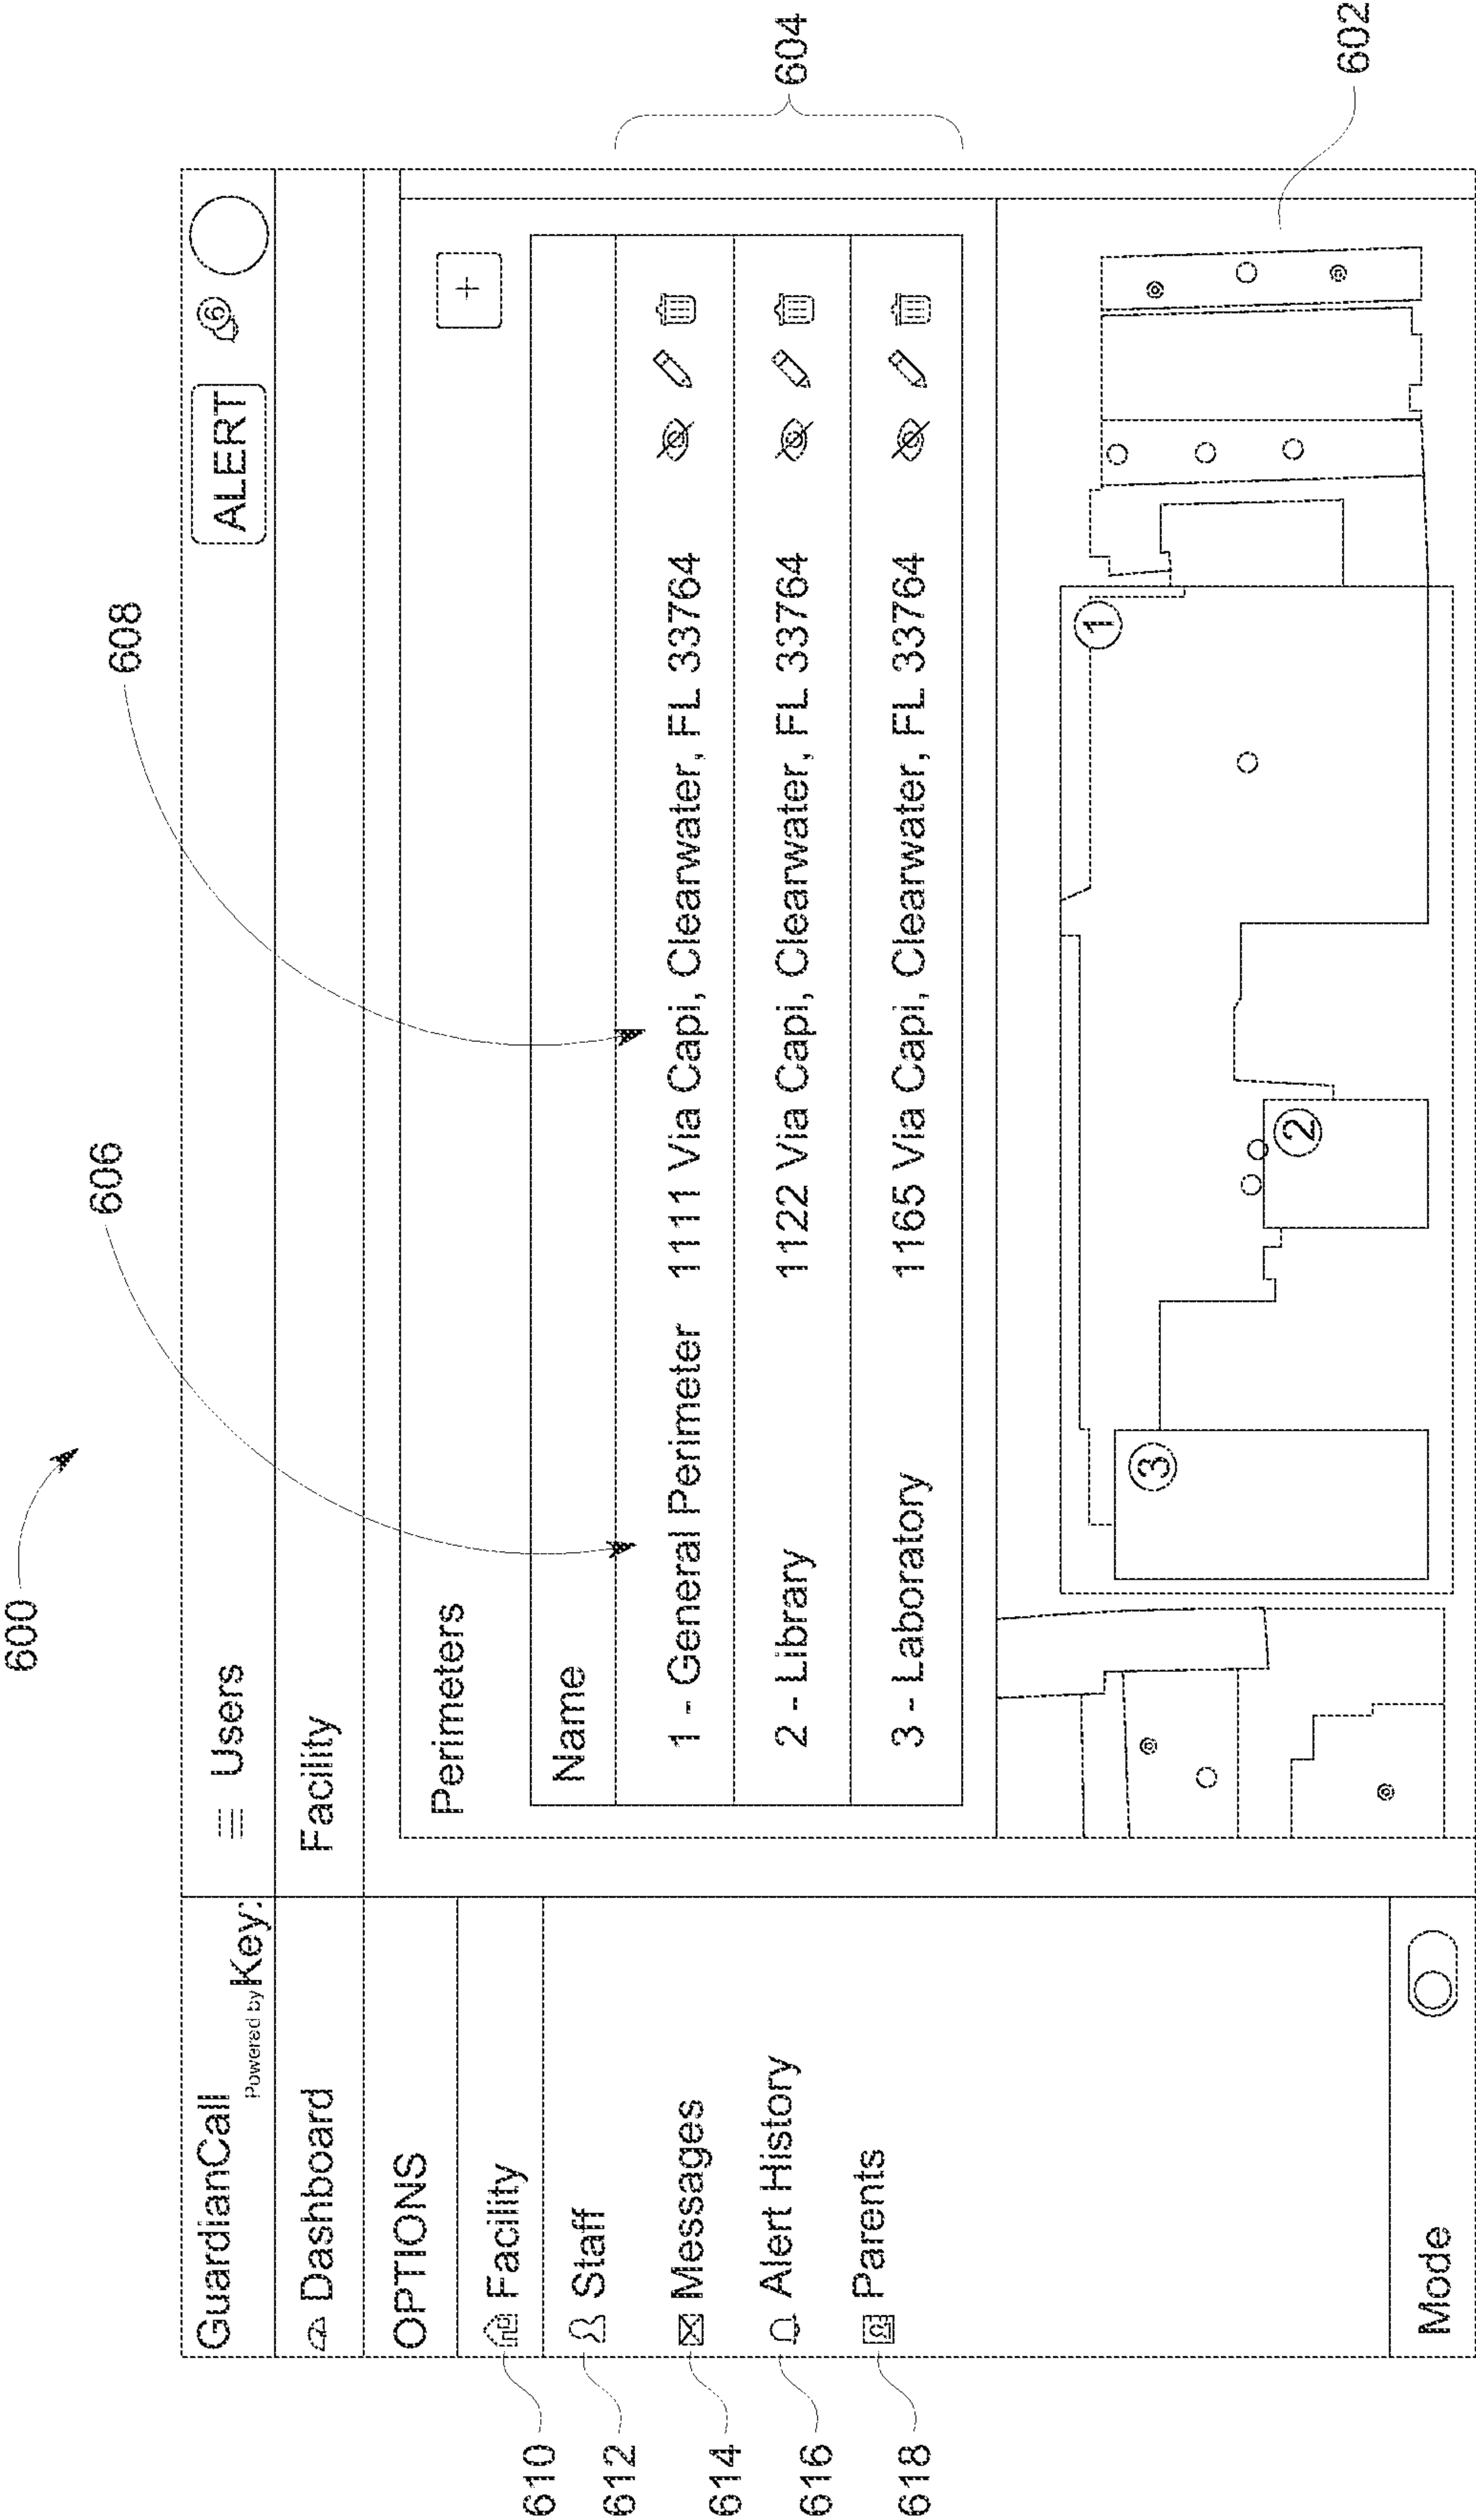 600
606
608
604
602
GuardianCall
Powered by Key:
Users
ALERT
6
Dashboard
Facility
OPTIONS
Perimeters
+
610
Facility
Name
612
Staff
614
Messages
1 - General Perimeter 1111 Via Capi, Clearwater, FL 33764
616
Alert History
2 - Library 1122 Via Capi, Clearwater, FL 33764
618
Parents
3 - Laboratory 1165 Via Capi, Clearwater, FL 33764
1
2
3
Mode